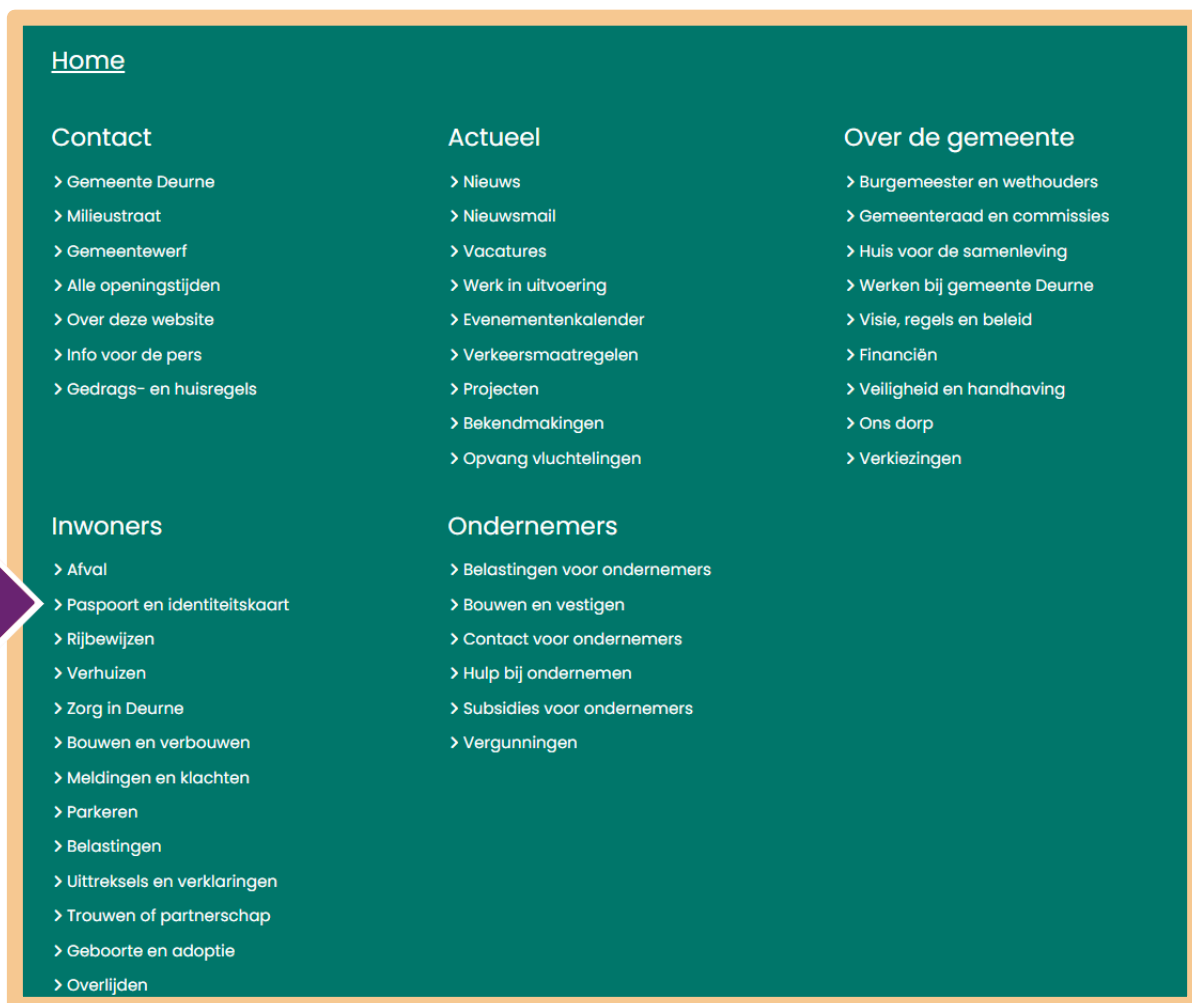 Home
Contact
Gemeente Deurne
Milieustraat
Gemeentewerf
Alle openingstijden
Over deze website
Info voor de pers
Gedrags- en huisregels
Actueel
Nieuws
Nieuwsmail
Vacatures
Werk in uitvoering
Evenementenkalender
Verkeersmaatregelen
Projecten
Bekendmakingen
Opvang vluchtelingen
Over de gemeente
Burgemeester en wethouders
Gemeenteraad en commissies
Huis voor de samenleving
Werken bij gemeente Deurne
Visie, regels en beleid
Financiën
Veiligheid en handhaving
Ons dorp
Verkiezingen
Inwoners
Afval
Paspoort en identiteitskaart
Rijbewijzen
Verhuizen
Zorg in Deurne
Bouwen en verbouwen
Meldingen en klachten
Parkeren
Belastingen
Uittreksels en verklaringen
Trouwen of partnerschap
Geboorte en adoptie
Overlijden
Ondernemers
Belastingen voor ondernemers
Bouwen en vestigen
Contact voor ondernemers
Hulp bij ondernemen
Subsidies voor ondernemers
Vergunningen